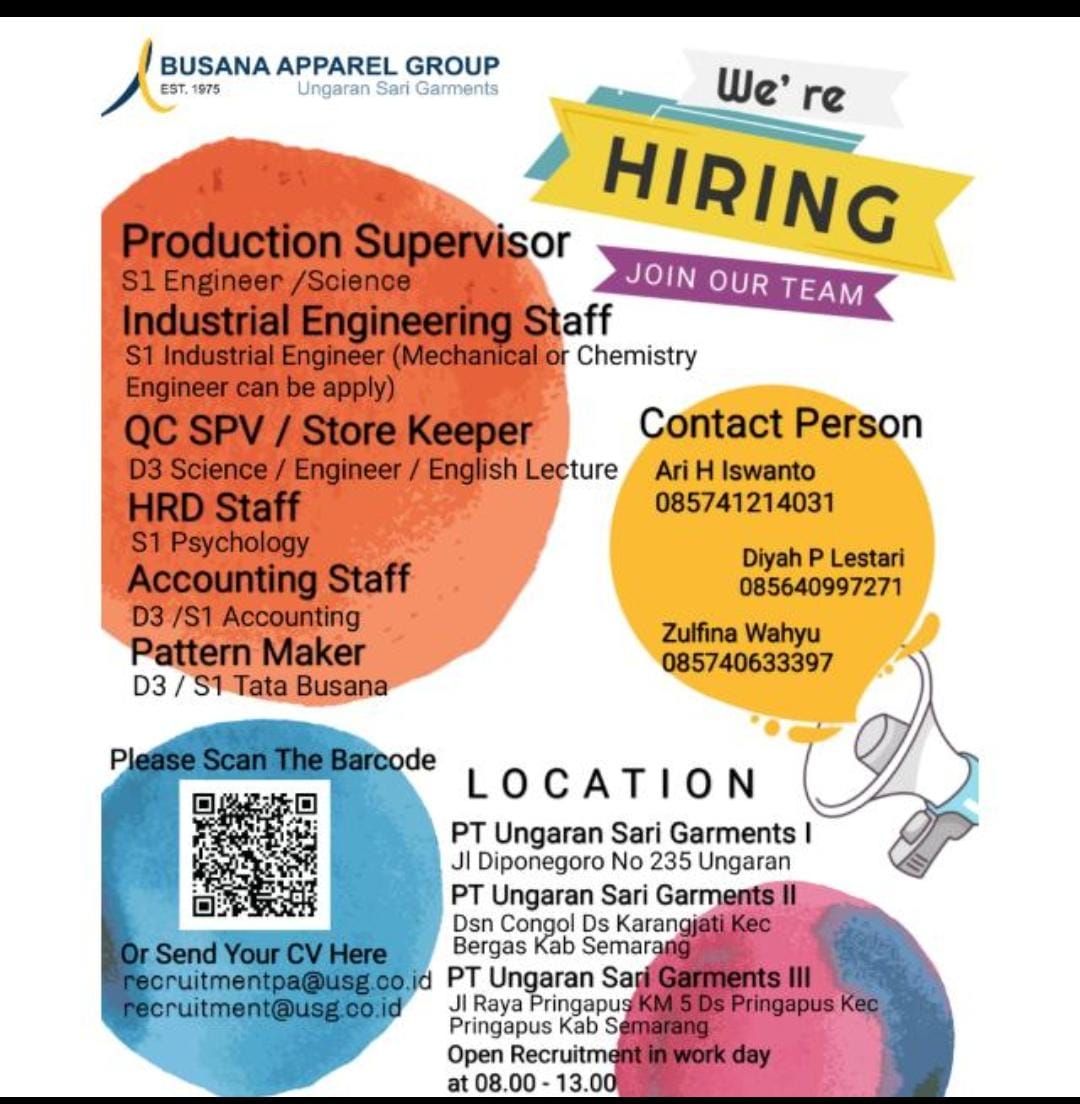 BUSANA APPAREL GROUP
EST. 1975
Ungaran Sari Garments
We' re
HIRING
JOIN OUR TEAM
Production Supervisor
S1 Engineer /Science
Industrial Engineering Staff
S1 Industrial Engineer (Mechanical or Chemistry
Engineer can be apply)
QC SPV / Store Keeper
D3 Science / Engineer / English Lecture
HRD Staff
S1 Psychology
Accounting Staff
D3 /S1 Accounting
Pattern Maker
D3 / S1 Tata Busana
Contact Person
Ari H Iswanto
085741214031
Diyah P Lestari
085640997271
Zulfina Wahyu
085740633397
Please Scan The Barcode
Or Send Your CV Here
recruitmentpa@usg.co.id
recruitment@usg.co.id
LOCATION
PT Ungaran Sari Garments I
Jl Diponegoro No 235 Ungaran
PT Ungaran Sari Garments II
Dsn Congol Ds Karangjati Kec
Bergas Kab Semarang
PT Ungaran Sari Garments III
Jl Raya Pringapus KM 5 Ds Pringapus Kec
Pringapus Kab Semarang
Open Recruitment in work day
at 08.00 - 13.00